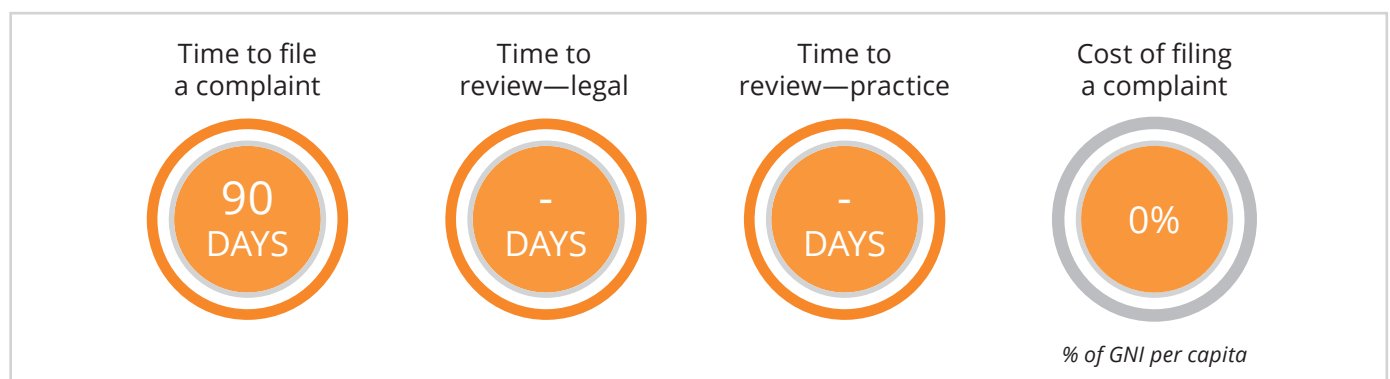 Time to file
a complaint
90
DAYS
Time to
review—legal
-
DAYS
Time to
review—practice
-
DAYS
Cost of filing
a complaint
0%
% of GNI per capita